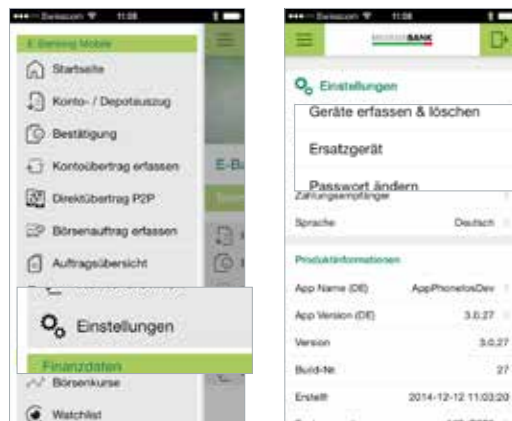 Swisscom 11:08
E-Banking Mobile
Startseite
Konto- / Depotauszug
Bestätigung
Kontoübertrag erfassen
Direktübertrag P2P
Börsenauftrag erfassen
Auftragsübersicht
Einstellungen
Finanzdaten
Börsenkurse
Watchlist
E-Ba
Swisscom 11:08
BANK
Einstellungen
Geräte erfassen & löschen
Ersatzgerät
Passwort ändern
Zahlungsempfänger
Sprache Deutsch
Produktinformationen
App Name (DE) AppPhonetosDev
App Version (DE) 3.0.27
Version 3.0.27
Build-Nr. 27
Erstellt 2014-12-12 11:03:20